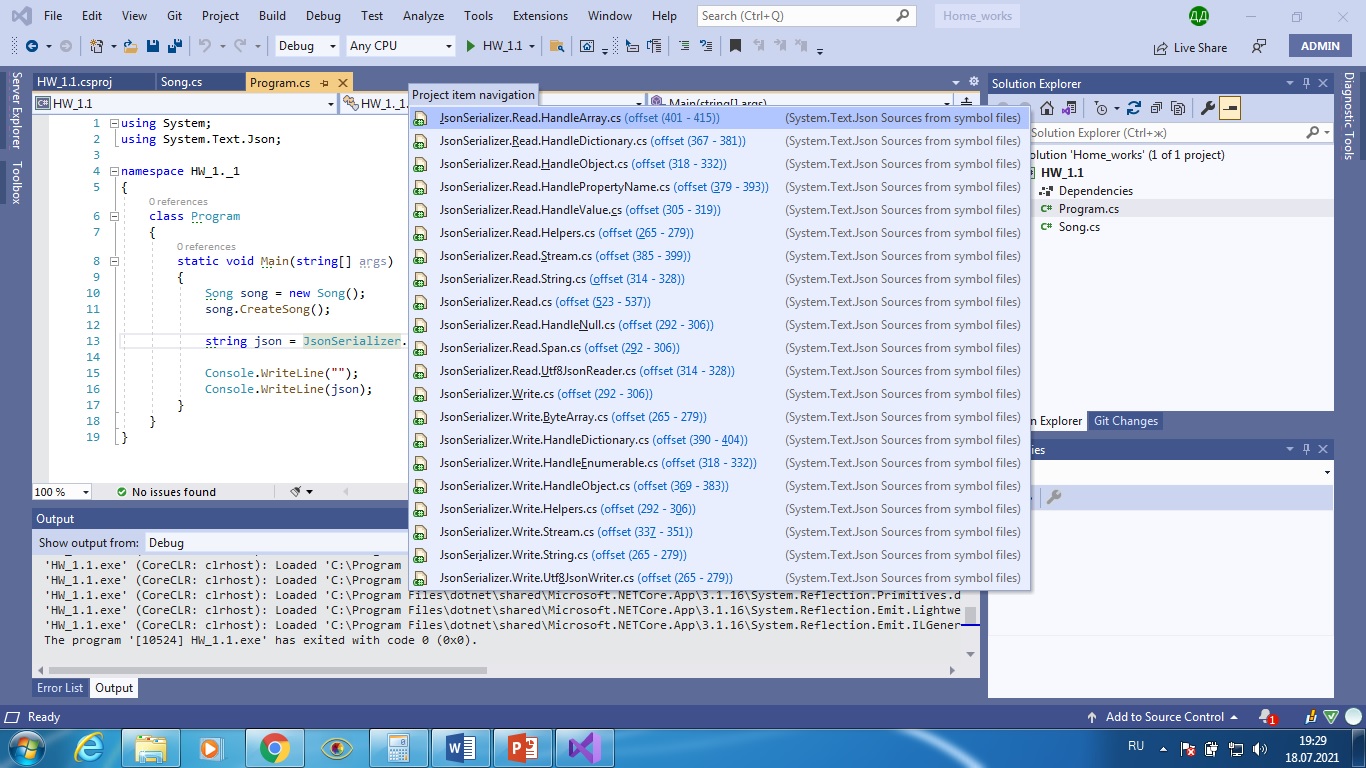 File Edit View Git Project Build Debug Test Analyze Tools Extensions Window Help Search (Ctrl+Q) Home_works ДД
Debug Any CPU HW_1.1 Live Share ADMIN
HW_1.1.csproj Song.cs Program.cs
HW_1.1 HW_1._1. Main(string[] args)
Server Explorer
Toolbox
1 using System;
2 using System.Text.Json;
3
4 namespace HW_1._1
5 {
0 references
6 class Program
7 {
0 references
8 static void Main(string[] args)
9 {
10 Song song = new Song();
11 song.CreateSong();
12
13 string json = JsonSerializer.
14
15 Console.WriteLine("");
16 Console.WriteLine(json);
17 }
18 }
19 }
100 % No issues found
Project item navigation
JsonSerializer.Read.HandleArray.cs (offset (401 - 415)) (System.Text.Json Sources from symbol files)
JsonSerializer.Read.HandleDictionary.cs (offset (367 - 381)) (System.Text.Json Sources from symbol files)
JsonSerializer.Read.HandleObject.cs (offset (318 - 332)) (System.Text.Json Sources from symbol files)
JsonSerializer.Read.HandlePropertyName.cs (offset (379 - 393)) (System.Text.Json Sources from symbol files)
JsonSerializer.Read.HandleValue.cs (offset (305 - 319)) (System.Text.Json Sources from symbol files)
JsonSerializer.Read.Helpers.cs (offset (265 - 279)) (System.Text.Json Sources from symbol files)
JsonSerializer.Read.Stream.cs (offset (385 - 399)) (System.Text.Json Sources from symbol files)
JsonSerializer.Read.String.cs (offset (314 - 328)) (System.Text.Json Sources from symbol files)
JsonSerializer.Read.cs (offset (523 - 537)) (System.Text.Json Sources from symbol files)
JsonSerializer.Read.HandleNull.cs (offset (292 - 306)) (System.Text.Json Sources from symbol files)
JsonSerializer.Read.Span.cs (offset (292 - 306)) (System.Text.Json Sources from symbol files)
JsonSerializer.Read.Utf8JsonReader.cs (offset (314 - 328)) (System.Text.Json Sources from symbol files)
JsonSerializer.Write.cs (offset (292 - 306)) (System.Text.Json Sources from symbol files)
JsonSerializer.Write.ByteArray.cs (offset (265 - 279)) (System.Text.Json Sources from symbol files)
JsonSerializer.Write.HandleDictionary.cs (offset (390 - 404)) (System.Text.Json Sources from symbol files)
JsonSerializer.Write.HandleEnumerable.cs (offset (318 - 332)) (System.Text.Json Sources from symbol files)
JsonSerializer.Write.HandleObject.cs (offset (369 - 383)) (System.Text.Json Sources from symbol files)
JsonSerializer.Write.Helpers.cs (offset (292 - 306)) (System.Text.Json Sources from symbol files)
JsonSerializer.Write.Stream.cs (offset (337 - 351)) (System.Text.Json Sources from symbol files)
JsonSerializer.Write.String.cs (offset (265 - 279)) (System.Text.Json Sources from symbol files)
JsonSerializer.Write.Utf8JsonWriter.cs (offset (265 - 279)) (System.Text.Json Sources from symbol files)
Solution Explorer
Solution Explorer (Ctrl+ж)
olution 'Home_works' (1 of 1 project)
HW_1.1
Dependencies
Program.cs
Song.cs
n Explorer Git Changes
ies
Diagnostic Tools
Output
Show output from: Debug
'HW_1.1.exe' (CoreCLR: clrhost): Loaded 'C:\Program
'HW_1.1.exe' (CoreCLR: clrhost): Loaded 'C:\Program
'HW_1.1.exe' (CoreCLR: clrhost): Loaded 'C:\Program Files\dotnet\shared\Microsoft.NETCore.App\3.1.16\System.Reflection.Primitives.d
'HW_1.1.exe' (CoreCLR: clrhost): Loaded 'C:\Program Files\dotnet\shared\Microsoft.NETCore.App\3.1.16\System.Reflection.Emit.Lightwe
'HW_1.1.exe' (CoreCLR: clrhost): Loaded 'C:\Program Files\dotnet\shared\Microsoft.NETCore.App\3.1.16\System.Reflection.Emit.ILGener
The program '[10524] HW_1.1.exe' has exited with code 0 (0x0).
Error List Output
Ready Add to Source Control 1
RU 19:29
18.07.2021